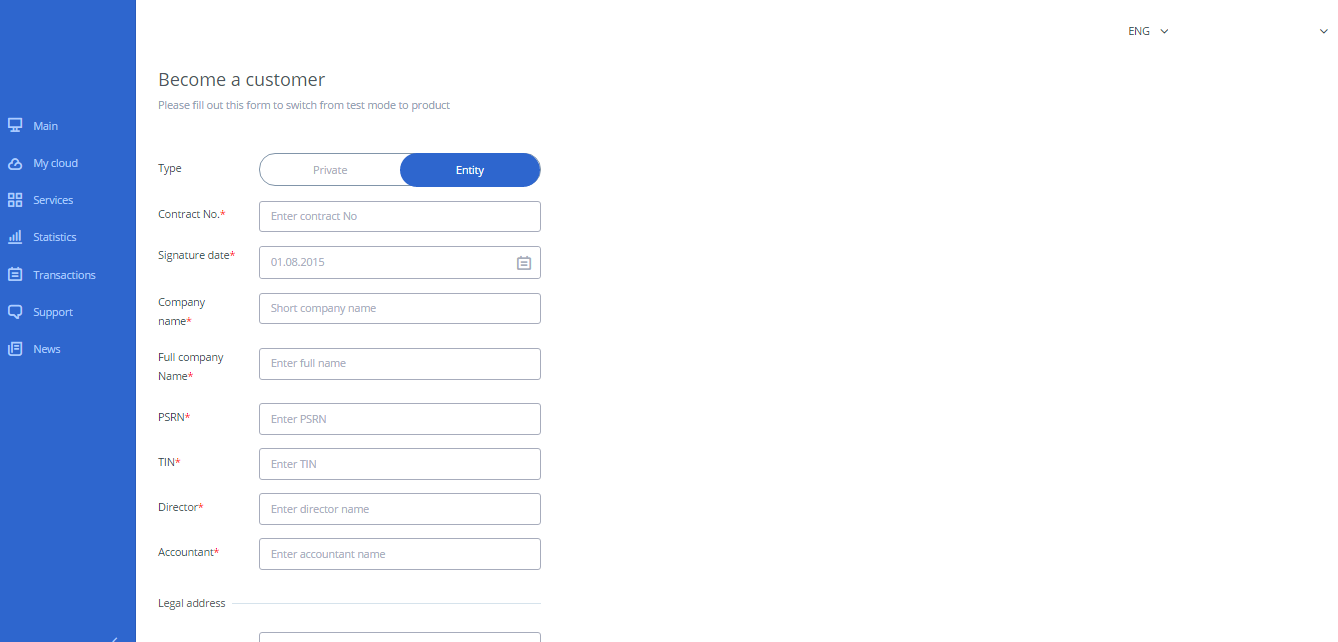 ENG
Become a customer
Please fill out this form to switch from test mode to product
Main
My cloud
Services
Statistics
Transactions
Support
News
Type
Private
Entity
Contract No.*
Enter contract No
Signature date*
01.08.2015
Company
name*
Short company name
Full company
Name*
Enter full name
PSRN*
Enter PSRN
TIN*
Enter TIN
Director*
Enter director name
Accountant*
Enter accountant name
Legal address